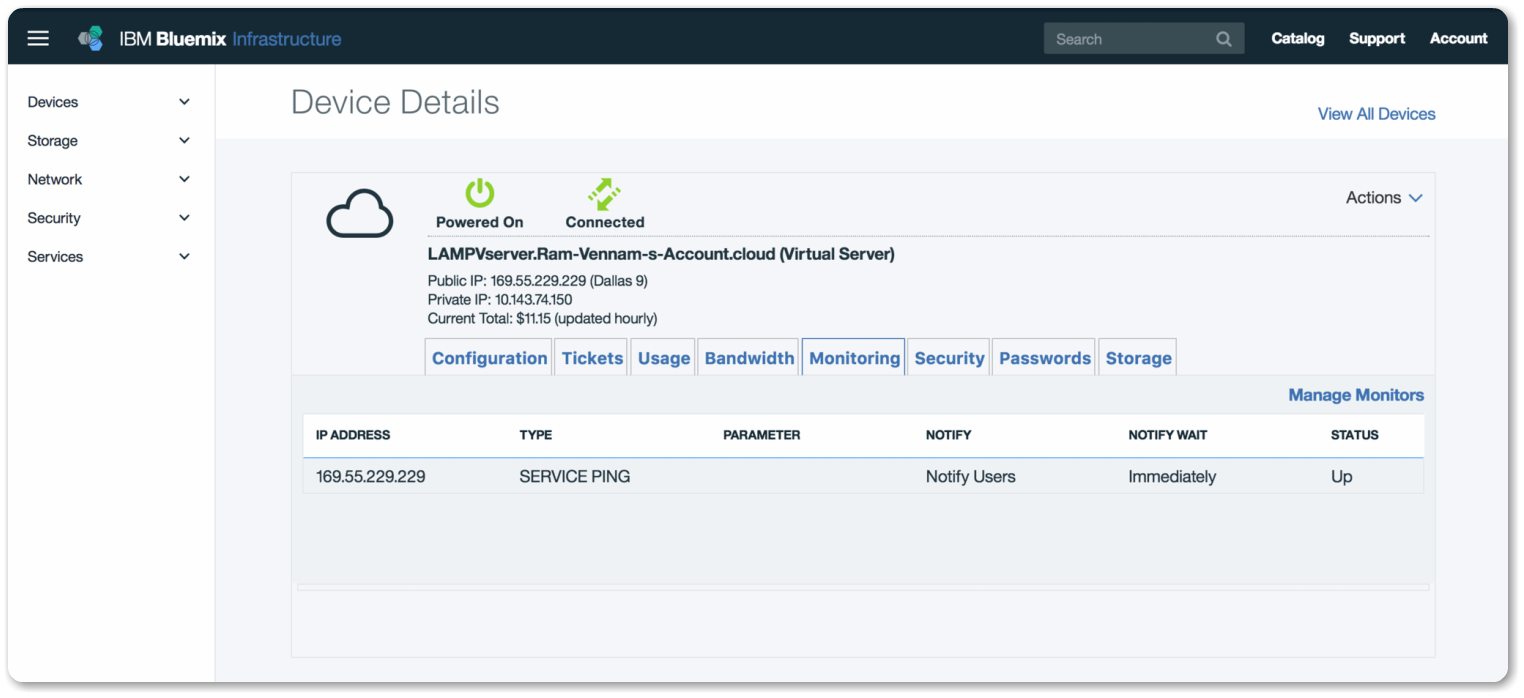 IBM Bluemix Infrastructure
Search
Catalog
Support
Account
Devices
Storage
Network
Security
Services
Device Details
View All Devices
Powered On
Connected
Actions
LAMPVserver.Ram-Vennam-s-Account.cloud (Virtual Server)
Public IP: 169.55.229.229 (Dallas 9)
Private IP: 10.143.74.150
Current Total: $11.15 (updated hourly)
Configuration Tickets Usage Bandwidth Monitoring Security Passwords Storage
Manage Monitors
IP ADDRESS TYPE PARAMETER NOTIFY NOTIFY WAIT STATUS
169.55.229.229 SERVICE PING Notify Users Immediately Up